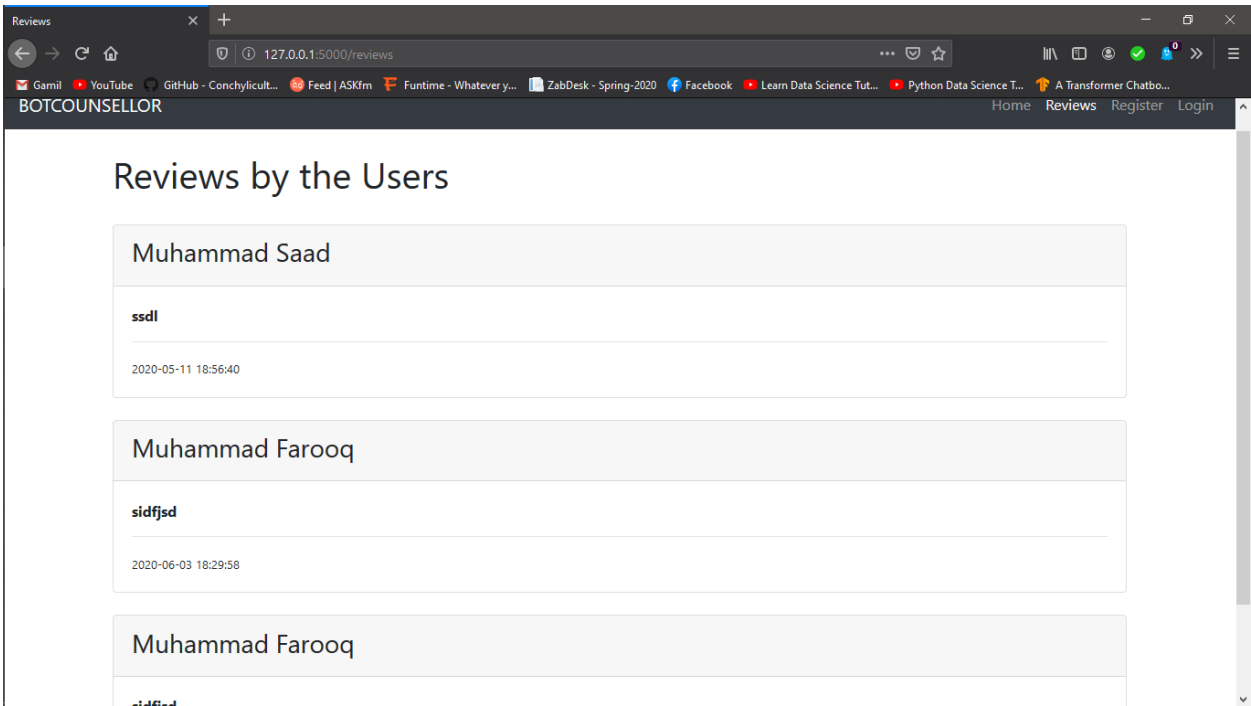 Reviews
127.0.0.1:5000/reviews
0
Gamil YouTube GitHub - Conchylicult... Feed | ASKfm Funtime - Whatever y... ZabDesk - Spring-2020 Facebook Learn Data Science Tut... Python Data Science T... A Transformer Chatbo...
BOTCOUNSELLOR Home Reviews Register Login
Reviews by the Users
Muhammad Saad
ssdl
2020-05-11 18:56:40
Muhammad Farooq
sidfjsd
2020-06-03 18:29:58
Muhammad Farooq